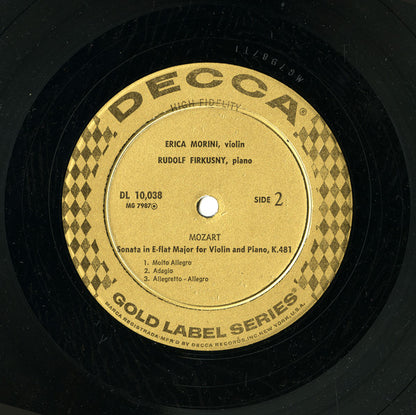 MG7987T1
DECCA®
HIGH FIDELITY
ERICA MORINI, violin
RUDOLF FIRKUSNY, piano
DL 10,038
MG 7987
SIDE 2
MOZART
Sonata in E-flat Major for Violin and Piano, K.481
1. Molto Allegro
2. Adagio
3. Allegretto - Allegro
GOLD LABEL SERIES®
MARCA REGISTRADA-MFR'D BY DECCA RECORDS, INC. NEW YORK, U.S.A.